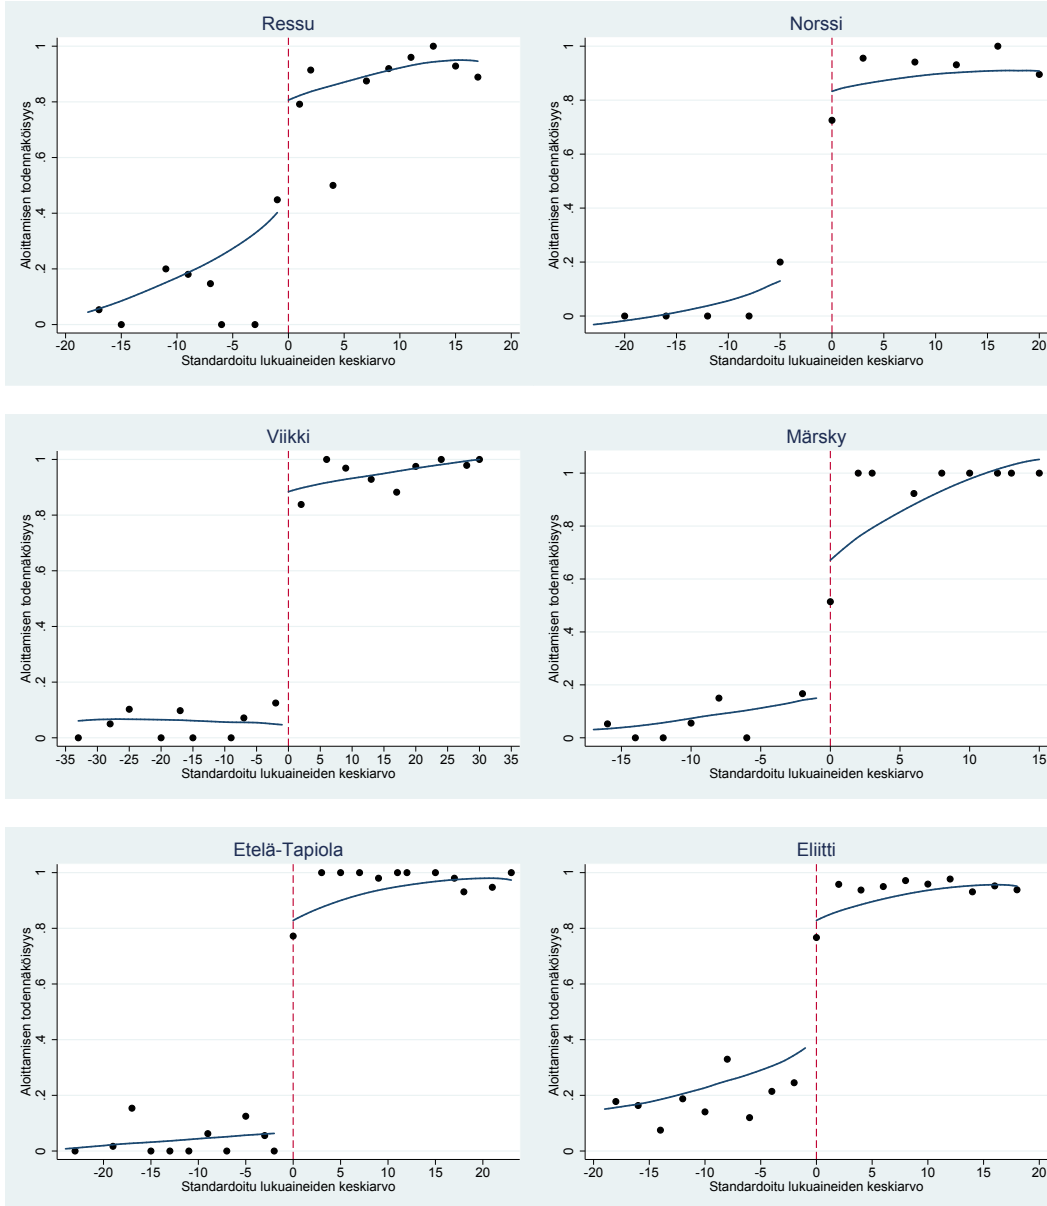 Ressu
Aloittamisen todennäköisyys
1
.8
.6
.4
.2
0
-20 -15 -10 -5 0 5 10 15 20
Standardoitu lukuaineiden keskiarvo
Norssi
Aloittamisen todennäköisyys
1
.8
.6
.4
.2
0
-20 -15 -10 -5 0 5 10 15 20
Standardoitu lukuaineiden keskiarvo
Viikki
Aloittamisen todennäköisyys
1
.8
.6
.4
.2
0
-35 -30 -25 -20 -15 -10 -5 0 5 10 15 20 25 30 35
Standardoitu lukuaineiden keskiarvo
Märsky
Aloittamisen todennäköisyys
1
.8
.6
.4
.2
0
-15 -10 -5 0 5 10 15
Standardoitu lukuaineiden keskiarvo
Etelä-Tapiola
Aloittamisen todennäköisyys
1
.8
.6
.4
.2
0
-20 -15 -10 -5 0 5 10 15 20
Standardoitu lukuaineiden keskiarvo
Eliitti
Aloittamisen todennäköisyys
1
.8
.6
.4
.2
0
-20 -15 -10 -5 0 5 10 15 20
Standardoitu lukuaineiden keskiarvo